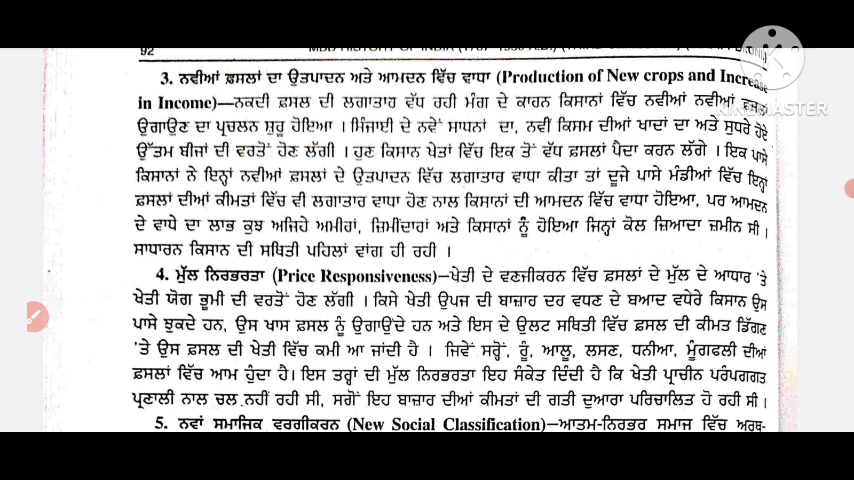 92
3. ਨਵੀਆਂ ਫ਼ਸਲਾਂ ਦਾ ਉਤਪਾਦਨ ਅਤੇ ਆਮਦਨ ਵਿੱਚ ਵਾਧਾ (Production of New crops and Increase
in Income)—ਨਕਦੀ ਫ਼ਸਲ ਦੀ ਲਗਾਤਾਰ ਵੱਧ ਰਹੀ ਮੰਗ ਦੇ ਕਾਰਨ ਕਿਸਾਨਾਂ ਵਿੱਚ ਨਵੀਆਂ ਨਵੀਆਂ ਫ਼ਸਲਾਂ
ਉਗਾਉਣ ਦਾ ਪ੍ਰਚਲਨ ਸ਼ੁਰੂ ਹੋਇਆ । ਸਿੰਜਾਈ ਦੇ ਨਵੇਂ ਸਾਧਨਾਂ ਦਾ, ਨਵੀਂ ਕਿਸਮ ਦੀਆਂ ਖਾਦਾਂ ਦਾ ਅਤੇ ਸੁਧਰੇ ਹੋਏ
ਉੱਤਮ ਬੀਜਾਂ ਦੀ ਵਰਤੋਂ ਹੋਣ ਲੱਗੀ । ਹੁਣ ਕਿਸਾਨ ਖੇਤਾਂ ਵਿੱਚ ਇਕ ਤੋਂ ਵੱਧ ਫ਼ਸਲਾਂ ਪੈਦਾ ਕਰਨ ਲੱਗੇ । ਇਕ ਪਾਸੇ
ਕਿਸਾਨਾਂ ਨੇ ਇਨ੍ਹਾਂ ਨਵੀਆਂ ਫ਼ਸਲਾਂ ਦੇ ਉਤਪਾਦਨ ਵਿੱਚ ਲਗਾਤਾਰ ਵਾਧਾ ਕੀਤਾ ਤਾਂ ਦੂਜੇ ਪਾਸੇ ਮੰਡੀਆਂ ਵਿੱਚ ਇਨ੍ਹਾਂ
ਫ਼ਸਲਾਂ ਦੀਆਂ ਕੀਮਤਾਂ ਵਿੱਚ ਵੀ ਲਗਾਤਾਰ ਵਾਧਾ ਹੋਣ ਨਾਲ ਕਿਸਾਨਾਂ ਦੀ ਆਮਦਨ ਵਿੱਚ ਵਾਧਾ ਹੋਇਆ, ਪਰ ਆਮਦਨ
ਦੇ ਵਾਧੇ ਦਾ ਲਾਭ ਕੁਝ ਅਜਿਹੇ ਅਮੀਰਾਂ, ਜ਼ਿਮੀਂਦਾਰਾਂ ਅਤੇ ਕਿਸਾਨਾਂ ਨੂੰ ਹੋਇਆ ਜਿਨ੍ਹਾਂ ਕੋਲ ਜ਼ਿਆਦਾ ਜ਼ਮੀਨ ਸੀ ।
ਸਾਧਾਰਨ ਕਿਸਾਨ ਦੀ ਸਥਿਤੀ ਪਹਿਲਾਂ ਵਾਂਗ ਹੀ ਰਹੀ ।
4. ਮੁੱਲ ਨਿਰਭਰਤਾ (Price Responsiveness)—ਖੇਤੀ ਦੇ ਵਣਜੀਕਰਨ ਵਿੱਚ ਫ਼ਸਲਾਂ ਦੇ ਮੁੱਲ ਦੇ ਆਧਾਰ 'ਤੇ
ਖੇਤੀ ਯੋਗ ਭੂਮੀ ਦੀ ਵਰਤੋਂ ਹੋਣ ਲੱਗੀ । ਕਿਸੇ ਖੇਤੀ ਉਪਜ ਦੀ ਬਾਜ਼ਾਰ ਦਰ ਵਧਣ ਦੇ ਬਾਅਦ ਵਧੇਰੇ ਕਿਸਾਨ ਉਸ
ਪਾਸੇ ਝੁਕਦੇ ਹਨ, ਉਸ ਖਾਸ ਫ਼ਸਲ ਨੂੰ ਉਗਾਉਂਦੇ ਹਨ ਅਤੇ ਇਸ ਦੇ ਉਲਟ ਸਥਿਤੀ ਵਿੱਚ ਫ਼ਸਲ ਦੀ ਕੀਮਤ ਡਿੱਗਣ
'ਤੇ ਉਸ ਫ਼ਸਲ ਦੀ ਖੇਤੀ ਵਿੱਚ ਕਮੀ ਆ ਜਾਂਦੀ ਹੈ । ਜਿਵੇਂ ਸਰ੍ਹੋਂ, ਰੂੰ, ਆਲੂ, ਲਸਣ, ਧਨੀਆ, ਮੂੰਗਫਲੀ ਦੀਆਂ
ਫ਼ਸਲਾਂ ਵਿੱਚ ਆਮ ਹੁੰਦਾ ਹੈ। ਇਸ ਤਰ੍ਹਾਂ ਦੀ ਮੁੱਲ ਨਿਰਭਰਤਾ ਇਹ ਸੰਕੇਤ ਦਿੰਦੀ ਹੈ ਕਿ ਖੇਤੀ ਪ੍ਰਾਚੀਨ ਪਰੰਪਗਗਤ
ਪ੍ਰਣਾਲੀ ਨਾਲ ਚਲ ਨਹੀਂ ਰਹੀ ਸੀ, ਸਗੋਂ ਇਹ ਬਾਜ਼ਾਰ ਦੀਆਂ ਕੀਮਤਾਂ ਦੀ ਗਤੀ ਦੁਆਰਾ ਪਰਿਚਾਲਿਤ ਹੋ ਰਹੀ ਸੀ ।
5. ਨਵਾਂ ਸਮਾਜਿਕ ਵਰਗੀਕਰਨ (New Social Classification)—ਆਤਮ-ਨਿਰਭਰ ਸਮਾਜ ਵਿੱਚ ਅਰਥ-
KINEMASTER